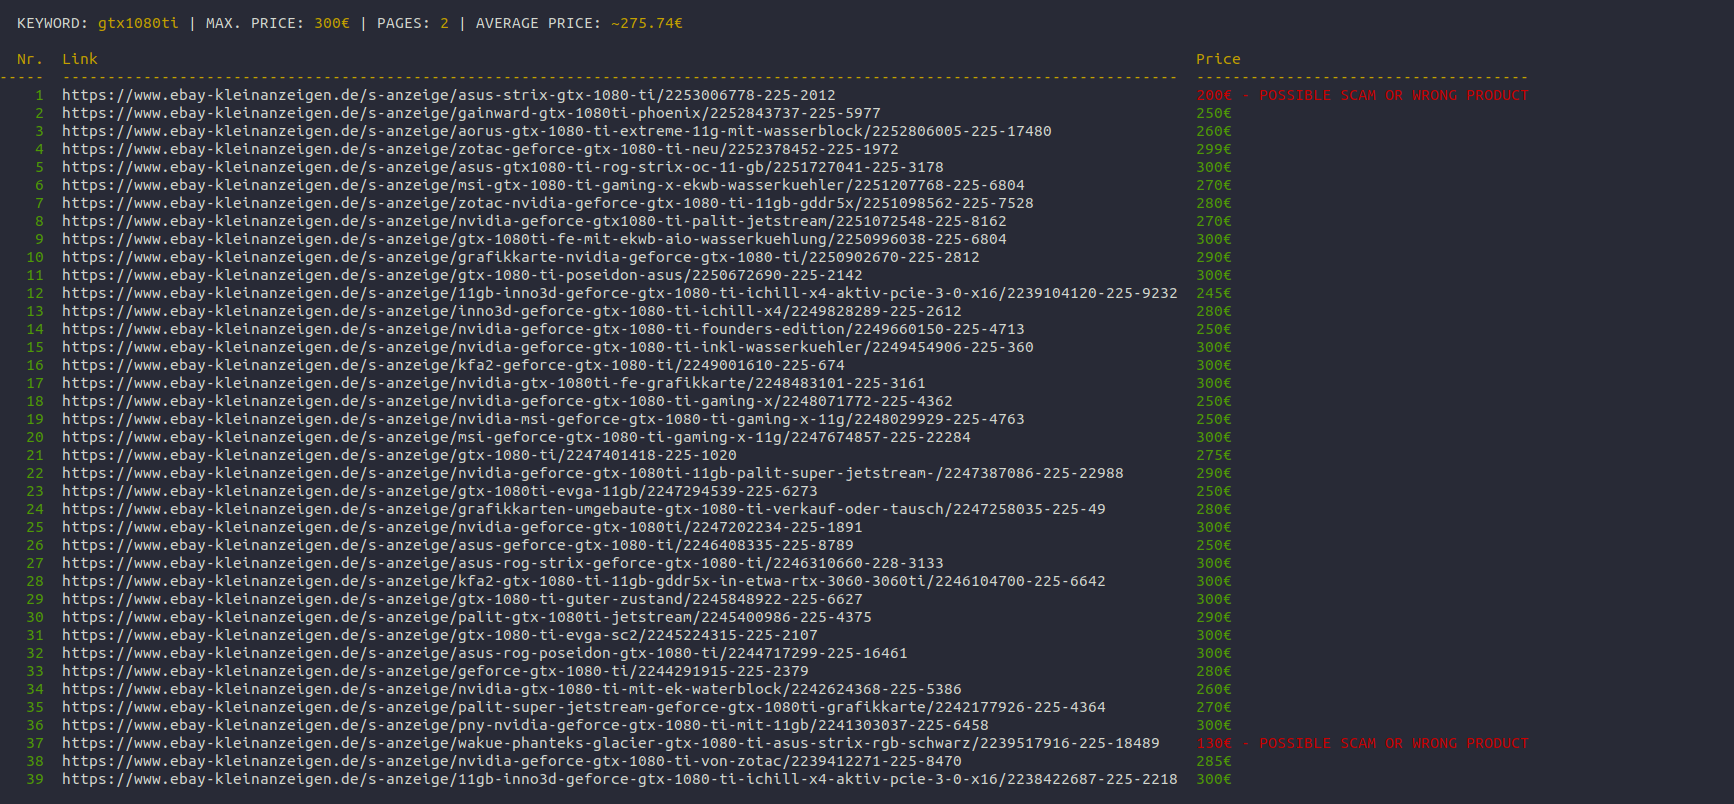 KEYWORD: gtx1080ti | MAX. PRICE: 300€ | PAGES: 2 | AVERAGE PRICE: ~275.74€
Nr. Link Price
----- ---------------------------------------------------------------------------------------------------------------------------- -------------------------------------
1 https://www.ebay-kleinanzeigen.de/s-anzeige/asus-strix-gtx-1080-ti/2253006778-225-2012 200€ - POSSIBLE SCAM OR WRONG PRODUCT
2 https://www.ebay-kleinanzeigen.de/s-anzeige/gainward-gtx-1080ti-phoenix/2252843737-225-5977 250€
3 https://www.ebay-kleinanzeigen.de/s-anzeige/aorus-gtx-1080-ti-extreme-11g-mit-wasserblock/2252806005-225-17480 260€
4 https://www.ebay-kleinanzeigen.de/s-anzeige/zotac-geforce-gtx-1080-ti-neu/2252378452-225-1972 299€
5 https://www.ebay-kleinanzeigen.de/s-anzeige/asus-gtx1080-ti-rog-strix-oc-11-gb/2251727041-225-3178 300€
6 https://www.ebay-kleinanzeigen.de/s-anzeige/msi-gtx-1080-ti-gaming-x-ekwb-wasserkuehler/2251207768-225-6804 270€
7 https://www.ebay-kleinanzeigen.de/s-anzeige/zotac-nvidia-geforce-gtx-1080-ti-11gb-gddr5x/2251098562-225-7528 280€
8 https://www.ebay-kleinanzeigen.de/s-anzeige/nvidia-geforce-gtx1080-ti-palit-jetstream/2251072548-225-8162 270€
9 https://www.ebay-kleinanzeigen.de/s-anzeige/gtx-1080ti-fe-mit-ekwb-aio-wasserkuehlung/2250996038-225-6804 300€
10 https://www.ebay-kleinanzeigen.de/s-anzeige/grafikkarte-nvidia-geforce-gtx-1080-ti/2250902670-225-2812 290€
11 https://www.ebay-kleinanzeigen.de/s-anzeige/gtx-1080-ti-poseidon-asus/2250672690-225-2142 300€
12 https://www.ebay-kleinanzeigen.de/s-anzeige/11gb-inno3d-geforce-gtx-1080-ti-ichill-x4-aktiv-pcie-3-0-x16/2239104120-225-9232 245€
13 https://www.ebay-kleinanzeigen.de/s-anzeige/inno3d-geforce-gtx-1080-ti-ichill-x4/2249828289-225-2612 280€
14 https://www.ebay-kleinanzeigen.de/s-anzeige/nvidia-geforce-gtx-1080-ti-founders-edition/2249660150-225-4713 250€
15 https://www.ebay-kleinanzeigen.de/s-anzeige/nvidia-geforce-gtx-1080-ti-inkl-wasserkuehler/2249454906-225-360 300€
16 https://www.ebay-kleinanzeigen.de/s-anzeige/kfa2-geforce-gtx-1080-ti/2249001610-225-674 300€
17 https://www.ebay-kleinanzeigen.de/s-anzeige/nvidia-gtx-1080ti-fe-grafikkarte/2248483101-225-3161 300€
18 https://www.ebay-kleinanzeigen.de/s-anzeige/nvidia-geforce-gtx-1080-ti-gaming-x/2248071772-225-4362 250€
19 https://www.ebay-kleinanzeigen.de/s-anzeige/nvidia-msi-geforce-gtx-1080-ti-gaming-x-11g/2248029929-225-4763 250€
20 https://www.ebay-kleinanzeigen.de/s-anzeige/msi-geforce-gtx-1080-ti-gaming-x-11g/2247674857-225-22284 300€
21 https://www.ebay-kleinanzeigen.de/s-anzeige/gtx-1080-ti/2247401418-225-1020 275€
22 https://www.ebay-kleinanzeigen.de/s-anzeige/nvidia-geforce-gtx-1080ti-11gb-palit-super-jetstream-/2247387086-225-22988 290€
23 https://www.ebay-kleinanzeigen.de/s-anzeige/gtx-1080ti-evga-11gb/2247294539-225-6273 250€
24 https://www.ebay-kleinanzeigen.de/s-anzeige/grafikkarten-umgebaute-gtx-1080-ti-verkauf-oder-tausch/2247258035-225-49 280€
25 https://www.ebay-kleinanzeigen.de/s-anzeige/nvidia-geforce-gtx-1080ti/2247202234-225-1891 300€
26 https://www.ebay-kleinanzeigen.de/s-anzeige/asus-geforce-gtx-1080-ti/2246408335-225-8789 250€
27 https://www.ebay-kleinanzeigen.de/s-anzeige/asus-rog-strix-geforce-gtx-1080-ti/2246310660-228-3133 300€
28 https://www.ebay-kleinanzeigen.de/s-anzeige/kfa2-gtx-1080-ti-11gb-gddr5x-in-etwa-rtx-3060-3060ti/2246104700-225-6642 300€
29 https://www.ebay-kleinanzeigen.de/s-anzeige/gtx-1080-ti-guter-zustand/2245848922-225-6627 300€
30 https://www.ebay-kleinanzeigen.de/s-anzeige/palit-gtx-1080ti-jetstream/2245400986-225-4375 290€
31 https://www.ebay-kleinanzeigen.de/s-anzeige/gtx-1080-ti-evga-sc2/2245224315-225-2107 300€
32 https://www.ebay-kleinanzeigen.de/s-anzeige/asus-rog-poseidon-gtx-1080-ti/2244717299-225-16461 300€
33 https://www.ebay-kleinanzeigen.de/s-anzeige/geforce-gtx-1080-ti/2244291915-225-2379 280€
34 https://www.ebay-kleinanzeigen.de/s-anzeige/nvidia-gtx-1080-ti-mit-ek-waterblock/2242624368-225-5386 260€
35 https://www.ebay-kleinanzeigen.de/s-anzeige/palit-super-jetstream-geforce-gtx-1080ti-grafikkarte/2242177926-225-4364 270€
36 https://www.ebay-kleinanzeigen.de/s-anzeige/pny-nvidia-geforce-gtx-1080-ti-mit-11gb/2241303037-225-6458 300€
37 https://www.ebay-kleinanzeigen.de/s-anzeige/wakue-phanteks-glacier-gtx-1080-ti-asus-strix-rgb-schwarz/2239517916-225-18489 130€ - POSSIBLE SCAM OR WRONG PRODUCT
38 https://www.ebay-kleinanzeigen.de/s-anzeige/nvidia-geforce-gtx-1080-ti-von-zotac/2239412271-225-8470 285€
39 https://www.ebay-kleinanzeigen.de/s-anzeige/11gb-inno3d-geforce-gtx-1080-ti-ichill-x4-aktiv-pcie-3-0-x16/2238422687-225-2218 300€